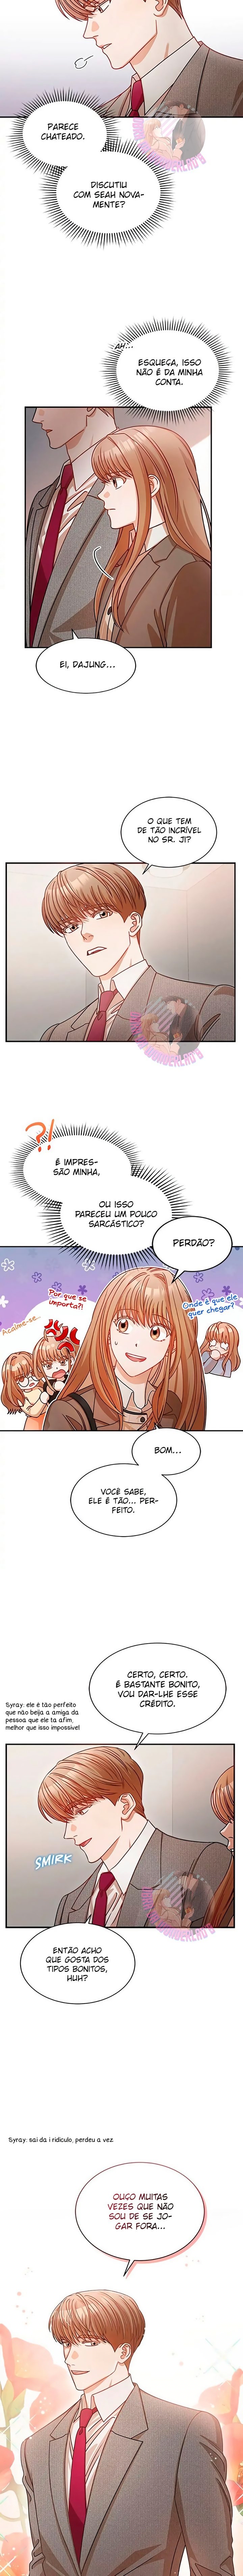 PARECE
CHATEADO.
DISCUTIU
COM SEAH NOVA-
MENTE?
AH...
ESQUEÇA, ISSO
NÃO É DA MINHA
CONTA.
EI, DAJUNG...
O QUE TEM
DE TÃO INCRÍVEL
NO SR. JI?
?!
É IMPRES-
SÃO MINHA,
OU ISSO
PARECEU UM POUCO
SARCÁSTICO?
PERDÃO?
Acalme-se...
Por que se
importa?!
Onde é que ele
quer chegar?
BOM...
VOCÊ SABE,
ELE É TÃO... PER-
FEITO.
CERTO, CERTO.
É BASTANTE BONITO,
VOU DAR-LHE ESSE
CRÉDITO.
Syray: ele é tão perfeito
que não beija a amiga da
pessoa que ele ta afim,
melhor que isso impossivel
SMIRK
ENTÃO ACHO
QUE GOSTA DOS
TIPOS BONITOS,
HUH?
Syray: sai da i ridiculo, perdeu a vez
OUÇO MUITAS
VEZES QUE NÃO
SOU DE SE JO-
GAR FORA...